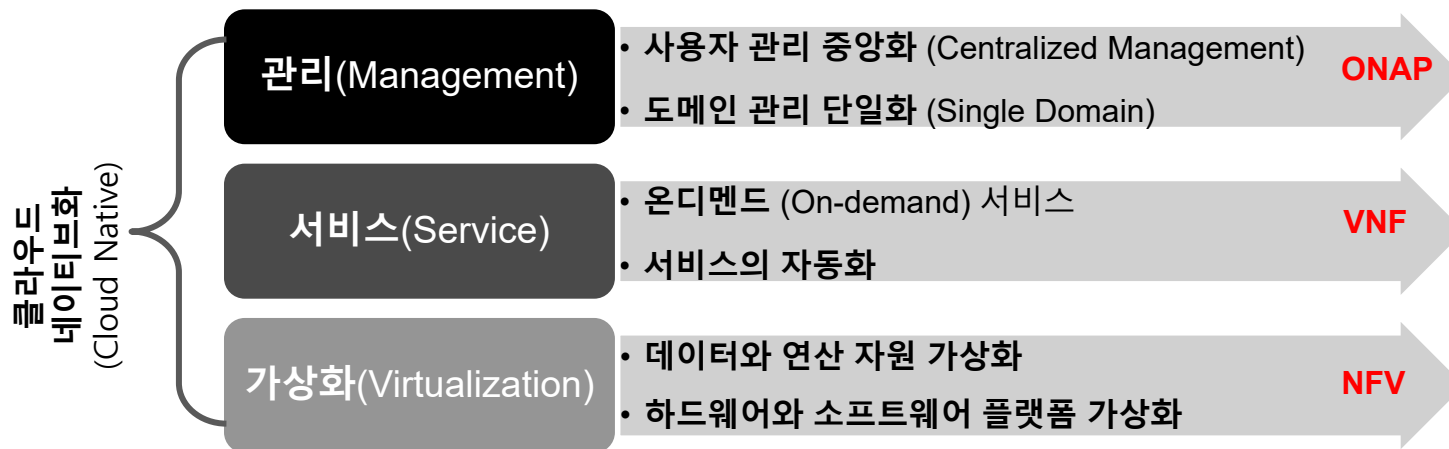 클라우드
네이티브화
(Cloud Native)
관리(Management)
• 사용자 관리 중앙화 (Centralized Management)
• 도메인 관리 단일화 (Single Domain)
ONAP
서비스(Service)
• 온디멘드 (On-demand) 서비스
• 서비스의 자동화
VNF
가상화(Virtualization)
• 데이터와 연산 자원 가상화
• 하드웨어와 소프트웨어 플랫폼 가상화
NFV